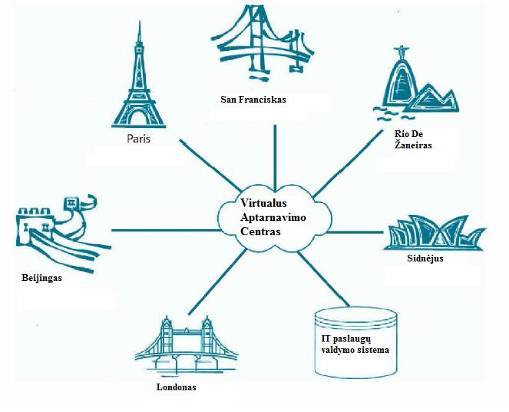 San Franciskas
Paris
Rio De
Žaneiras
Virtualus
Aptarnavimo
Centras
Beijingas
Sidnėjus
IT paslaugų
valdymo sistema
Londonas